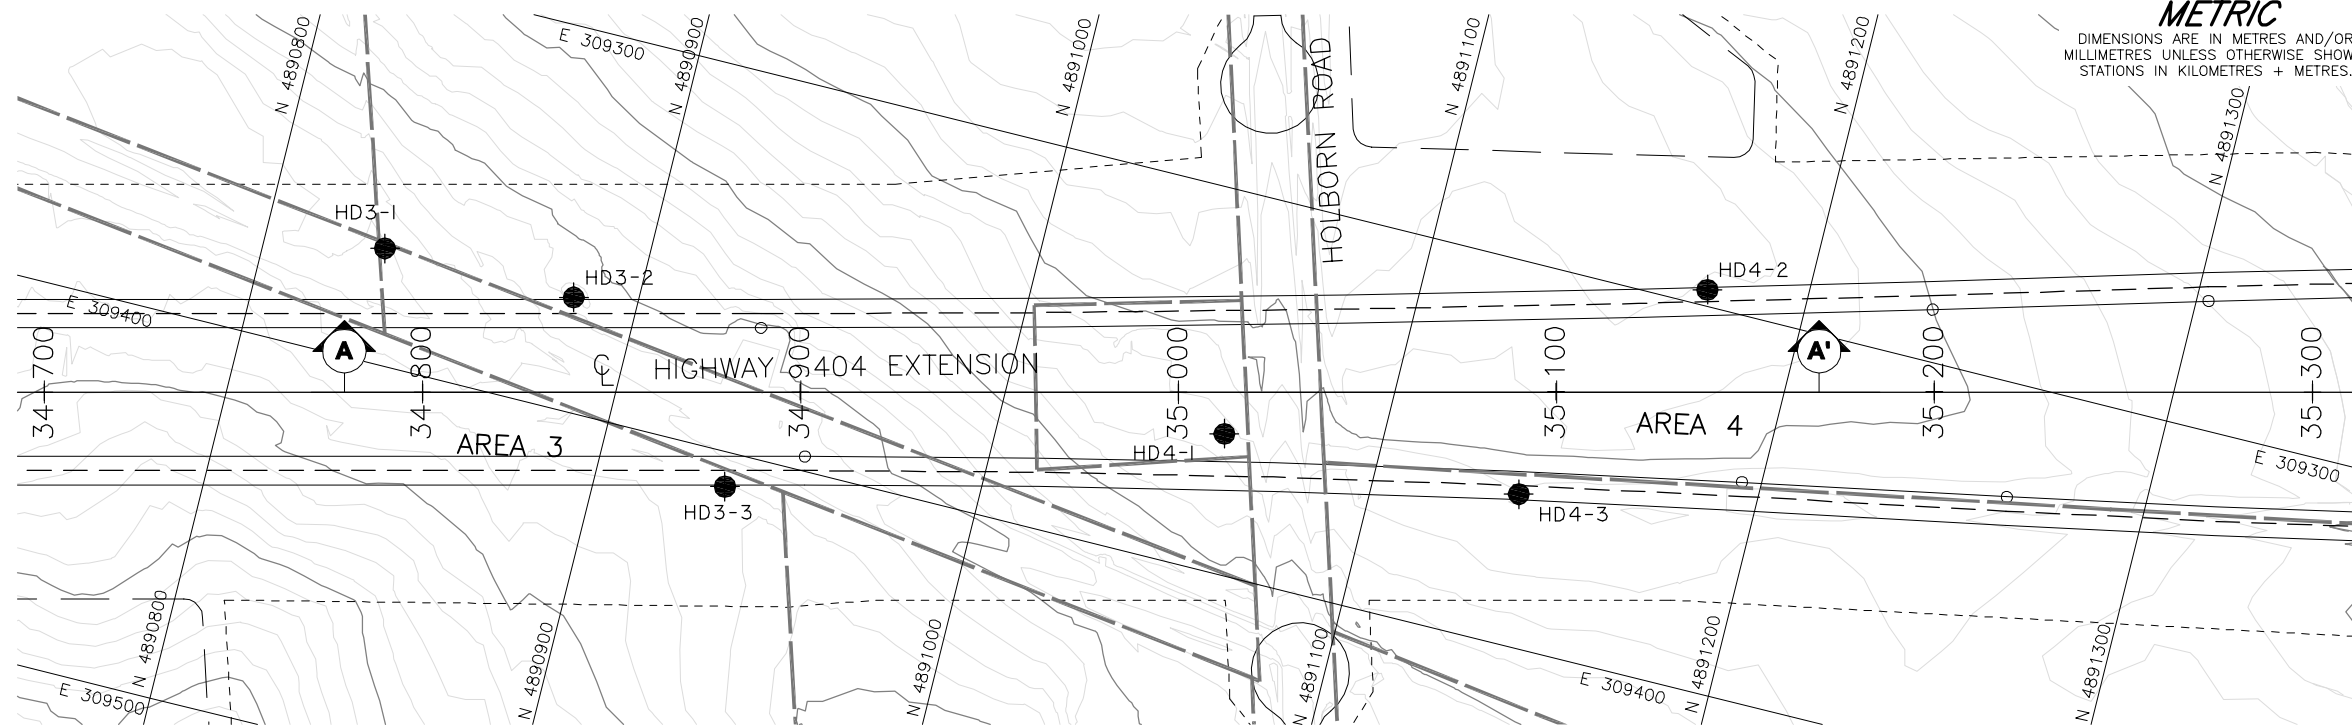 METRIC
DIMENSIONS ARE IN METRES AND/OR
MILLIMETRES UNLESS OTHERWISE SHOW
STATIONS IN KILOMETRES + METRES.
N 4890800
E 309300
N 4890900
N 4891000
HOLBORN ROAD
N 4891100
N 4891200
N 4891300
HD3-1
HD3-2
HD4-2
E 309400
34+700
A
34+800
℄ HIGHWAY 404 EXTENSION
34+900
35+000
35+100
A'
35+200
35+300
AREA 3
AREA 4
HD4-1
E 309300
HD3-3
HD4-3
N 4890800
E 309500
N 4890900
N 4891000
N 4891100
E 309400
N 4891200
N 4891300